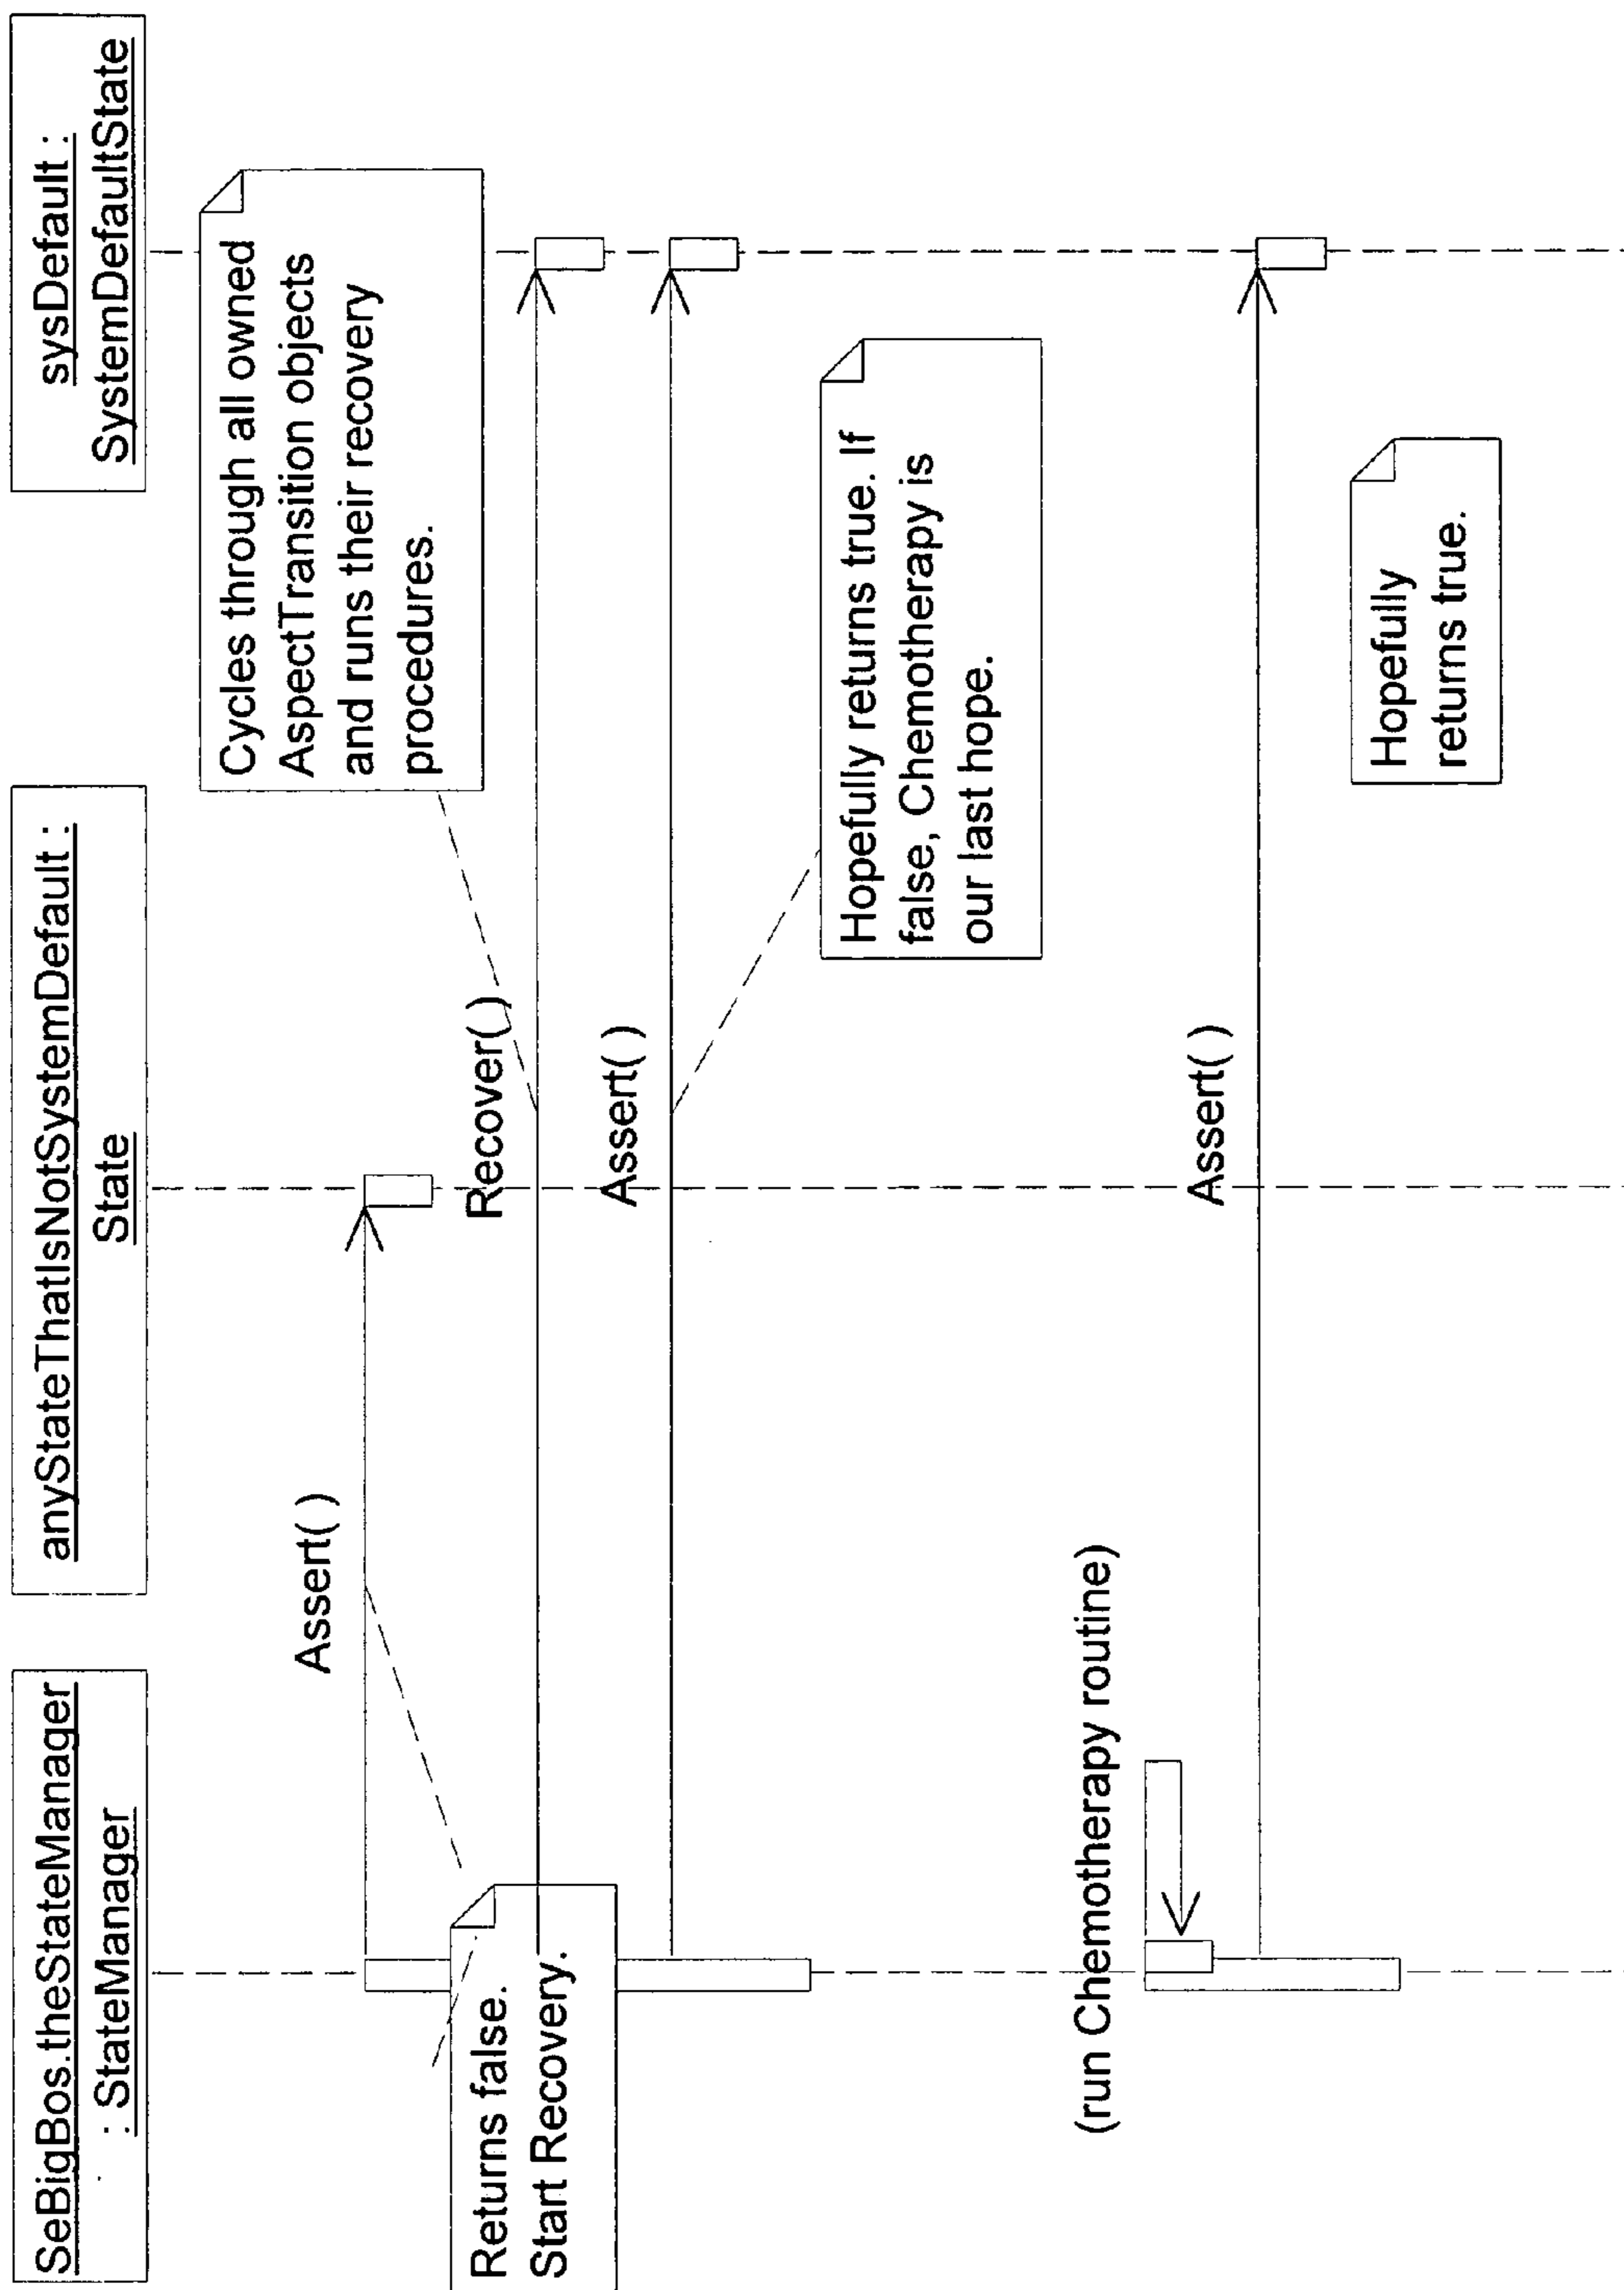 SeBigBos.theStateManager
: StateManager
anyStateThatIsNotSystemDefault :
State
sysDefault :
SystemDefaultState
Assert( )
Returns false.
Start Recovery.
Cycles through all owned
AspectTransition objects
and runs their recovery
procedures.
Recover( )
Assert( )
Hopefully returns true. If
false, Chemotherapy is
our last hope.
(run Chemotherapy routine)
Assert( )
Hopefully
returns true.